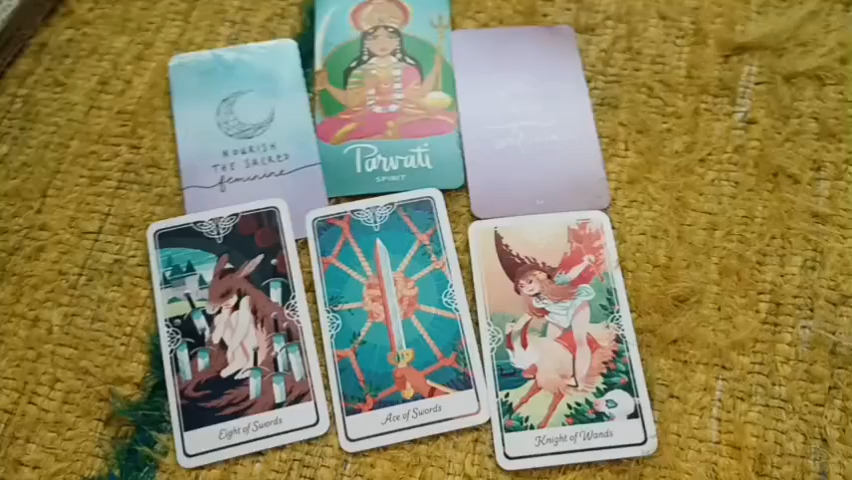 NOURISH
THE SACRED
feminine
Parvati
SPIRIT
Eight of Swords
Ace of Swords
Knight of Wands